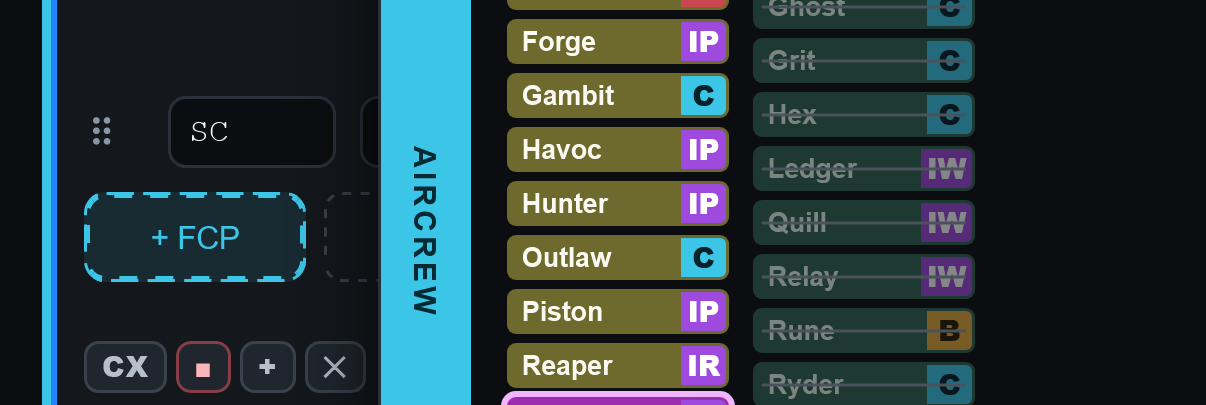 SC
+ FCP
CX
+
×
AIRCREW
Forge IP
Gambit C
Havoc IP
Hunter IP
Outlaw C
Piston IP
Reaper IR
Ghost C
Grit C
Hex C
Ledger IW
Quill IW
Relay IW
Rune B
Ryder C